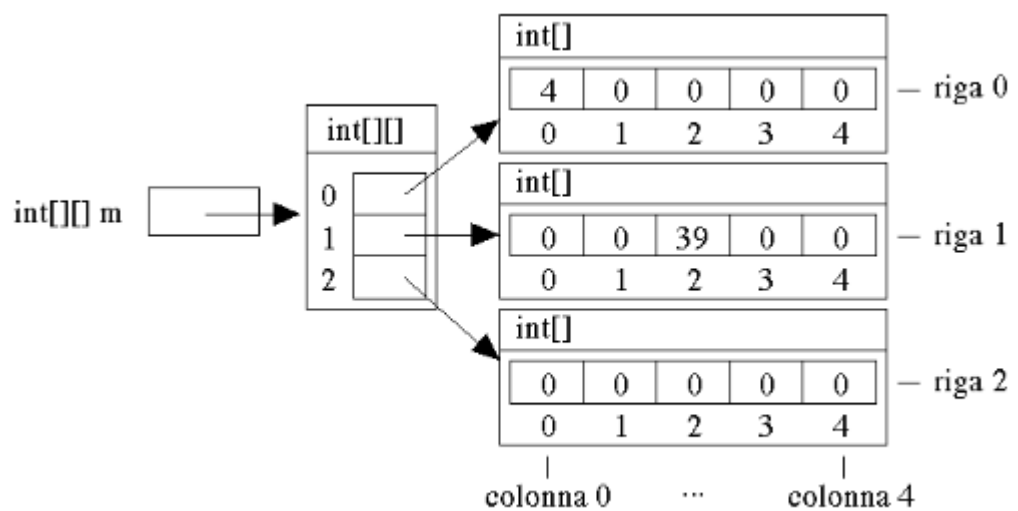 int[]
4 0 0 0 0
0 1 2 3 4
riga 0
int[][] m
int[][]
0
1
2
int[]
0 0 39 0 0
0 1 2 3 4
riga 1
int[]
0 0 0 0 0
0 1 2 3 4
riga 2
colonna 0 ... colonna 4